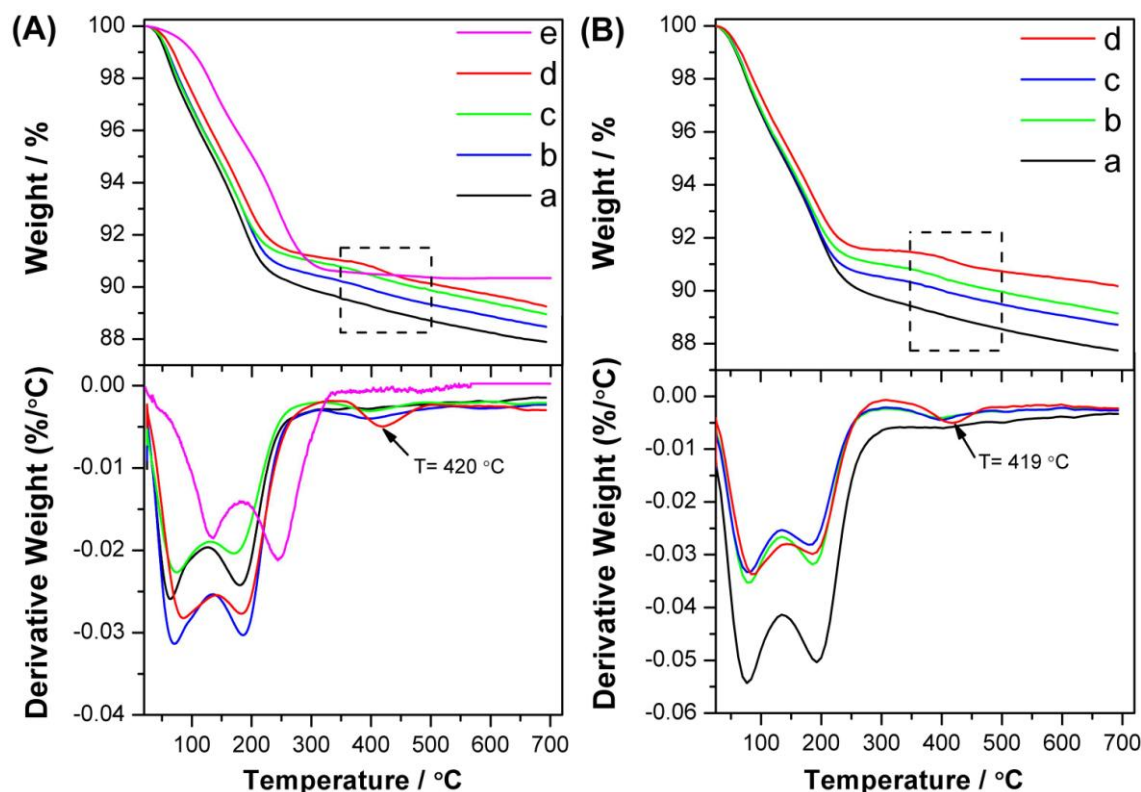 (A)
Weight / %
100
98
96
94
92
90
88
e
d
c
b
a
Derivative Weight (%/°C)
0.00
-0.01
-0.02
-0.03
-0.04
T= 420 °C
100 200 300 400 500 600 700
Temperature / °C
(B)
Weight / %
100
98
96
94
92
90
88
d
c
b
a
Derivative Weight (%/°C)
0.00
-0.01
-0.02
-0.03
-0.04
-0.05
-0.06
T= 419 °C
100 200 300 400 500 600 700
Temperature / °C